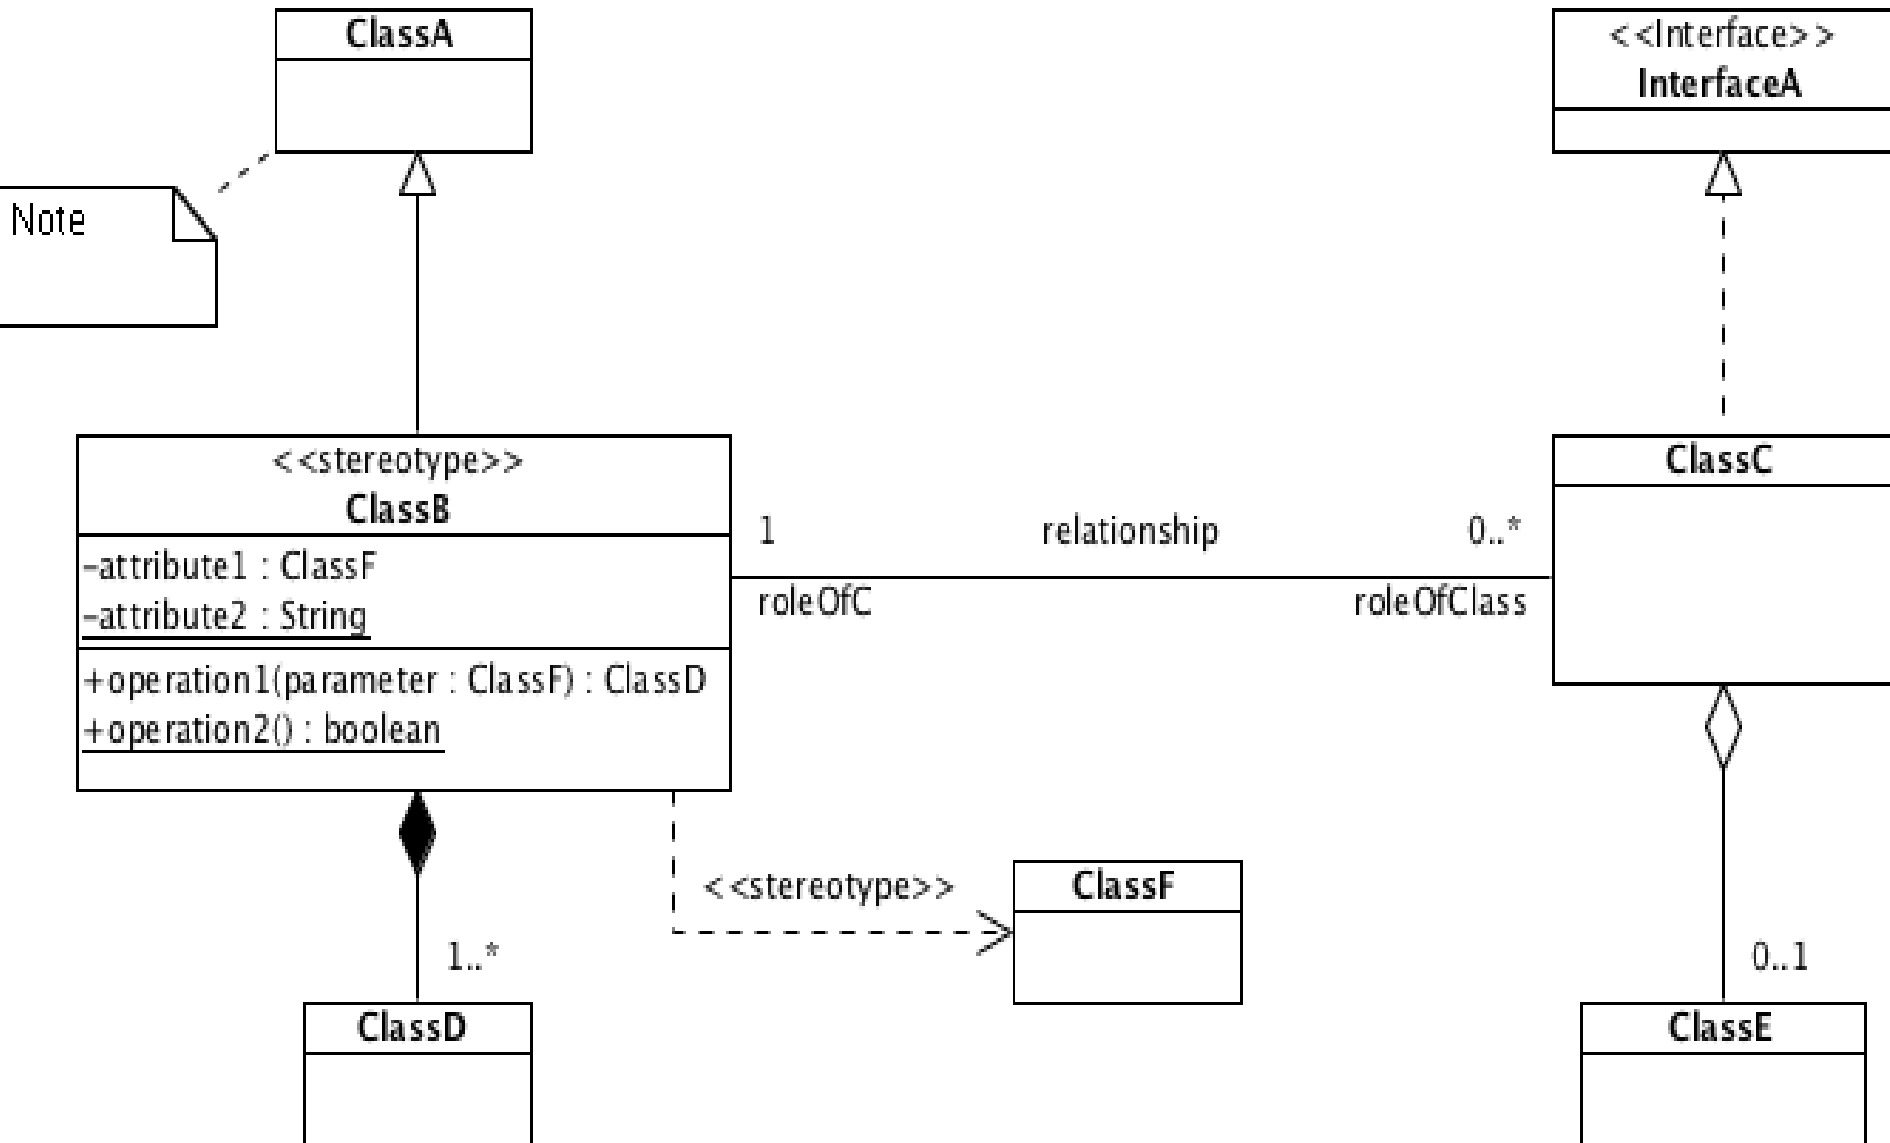 ClassA
<<Interface>>
InterfaceA
Note
<<stereotype>>
ClassB
-attribute1 : ClassF
-attribute2 : String
+operation1(parameter : ClassF) : ClassD
+operation2() : boolean
1
relationship
0..*
roleOfC
roleOfClass
ClassC
<<stereotype>>
ClassF
1..*
ClassD
0..1
ClassE